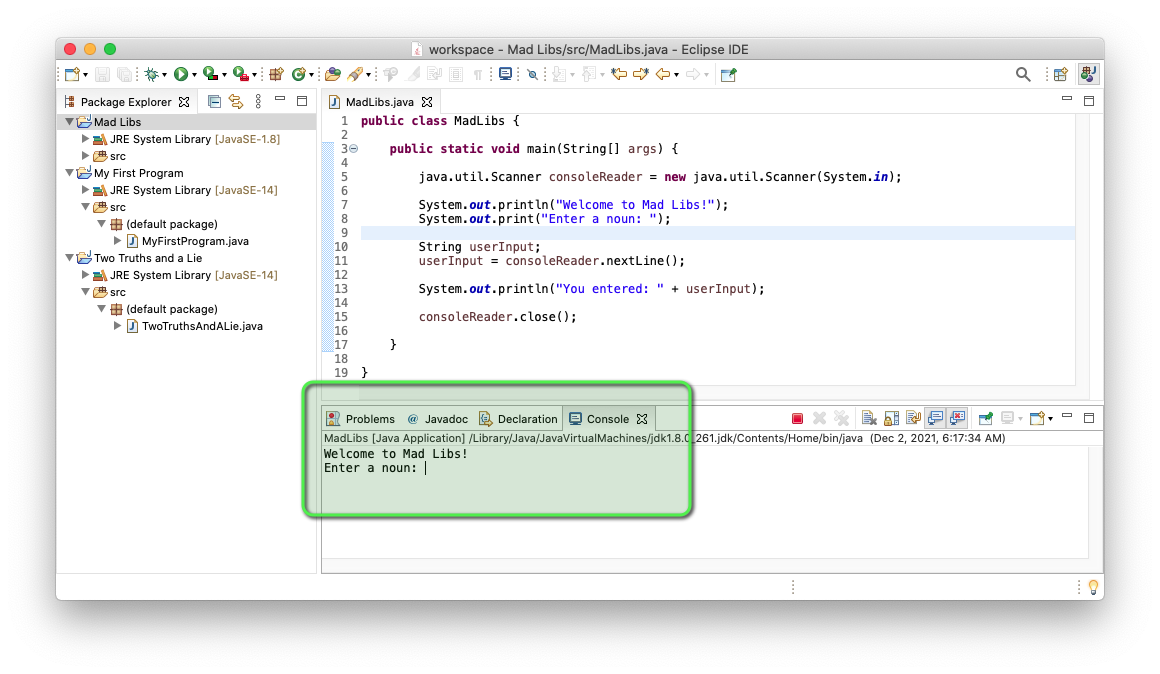 workspace - Mad Libs/src/MadLibs.java - Eclipse IDE
Package Explorer
Mad Libs
JRE System Library [JavaSE-1.8]
src
My First Program
JRE System Library [JavaSE-14]
src
(default package)
MyFirstProgram.java
Two Truths and a Lie
JRE System Library [JavaSE-14]
src
(default package)
TwoTruthsAndALie.java
MadLibs.java
1 public class MadLibs {
2
3 public static void main(String[] args) {
4
5 java.util.Scanner consoleReader = new java.util.Scanner(System.in);
6
7 System.out.println("Welcome to Mad Libs!");
8 System.out.print("Enter a noun: ");
9
10 String userInput;
11 userInput = consoleReader.nextLine();
12
13 System.out.println("You entered: " + userInput);
14
15 consoleReader.close();
16
17 }
18
19 }
Problems @ Javadoc Declaration Console
MadLibs [Java Application] /Library/Java/JavaVirtualMachines/jdk1.8.0_261.jdk/Contents/Home/bin/java (Dec 2, 2021, 6:17:34 AM)
Welcome to Mad Libs!
Enter a noun: